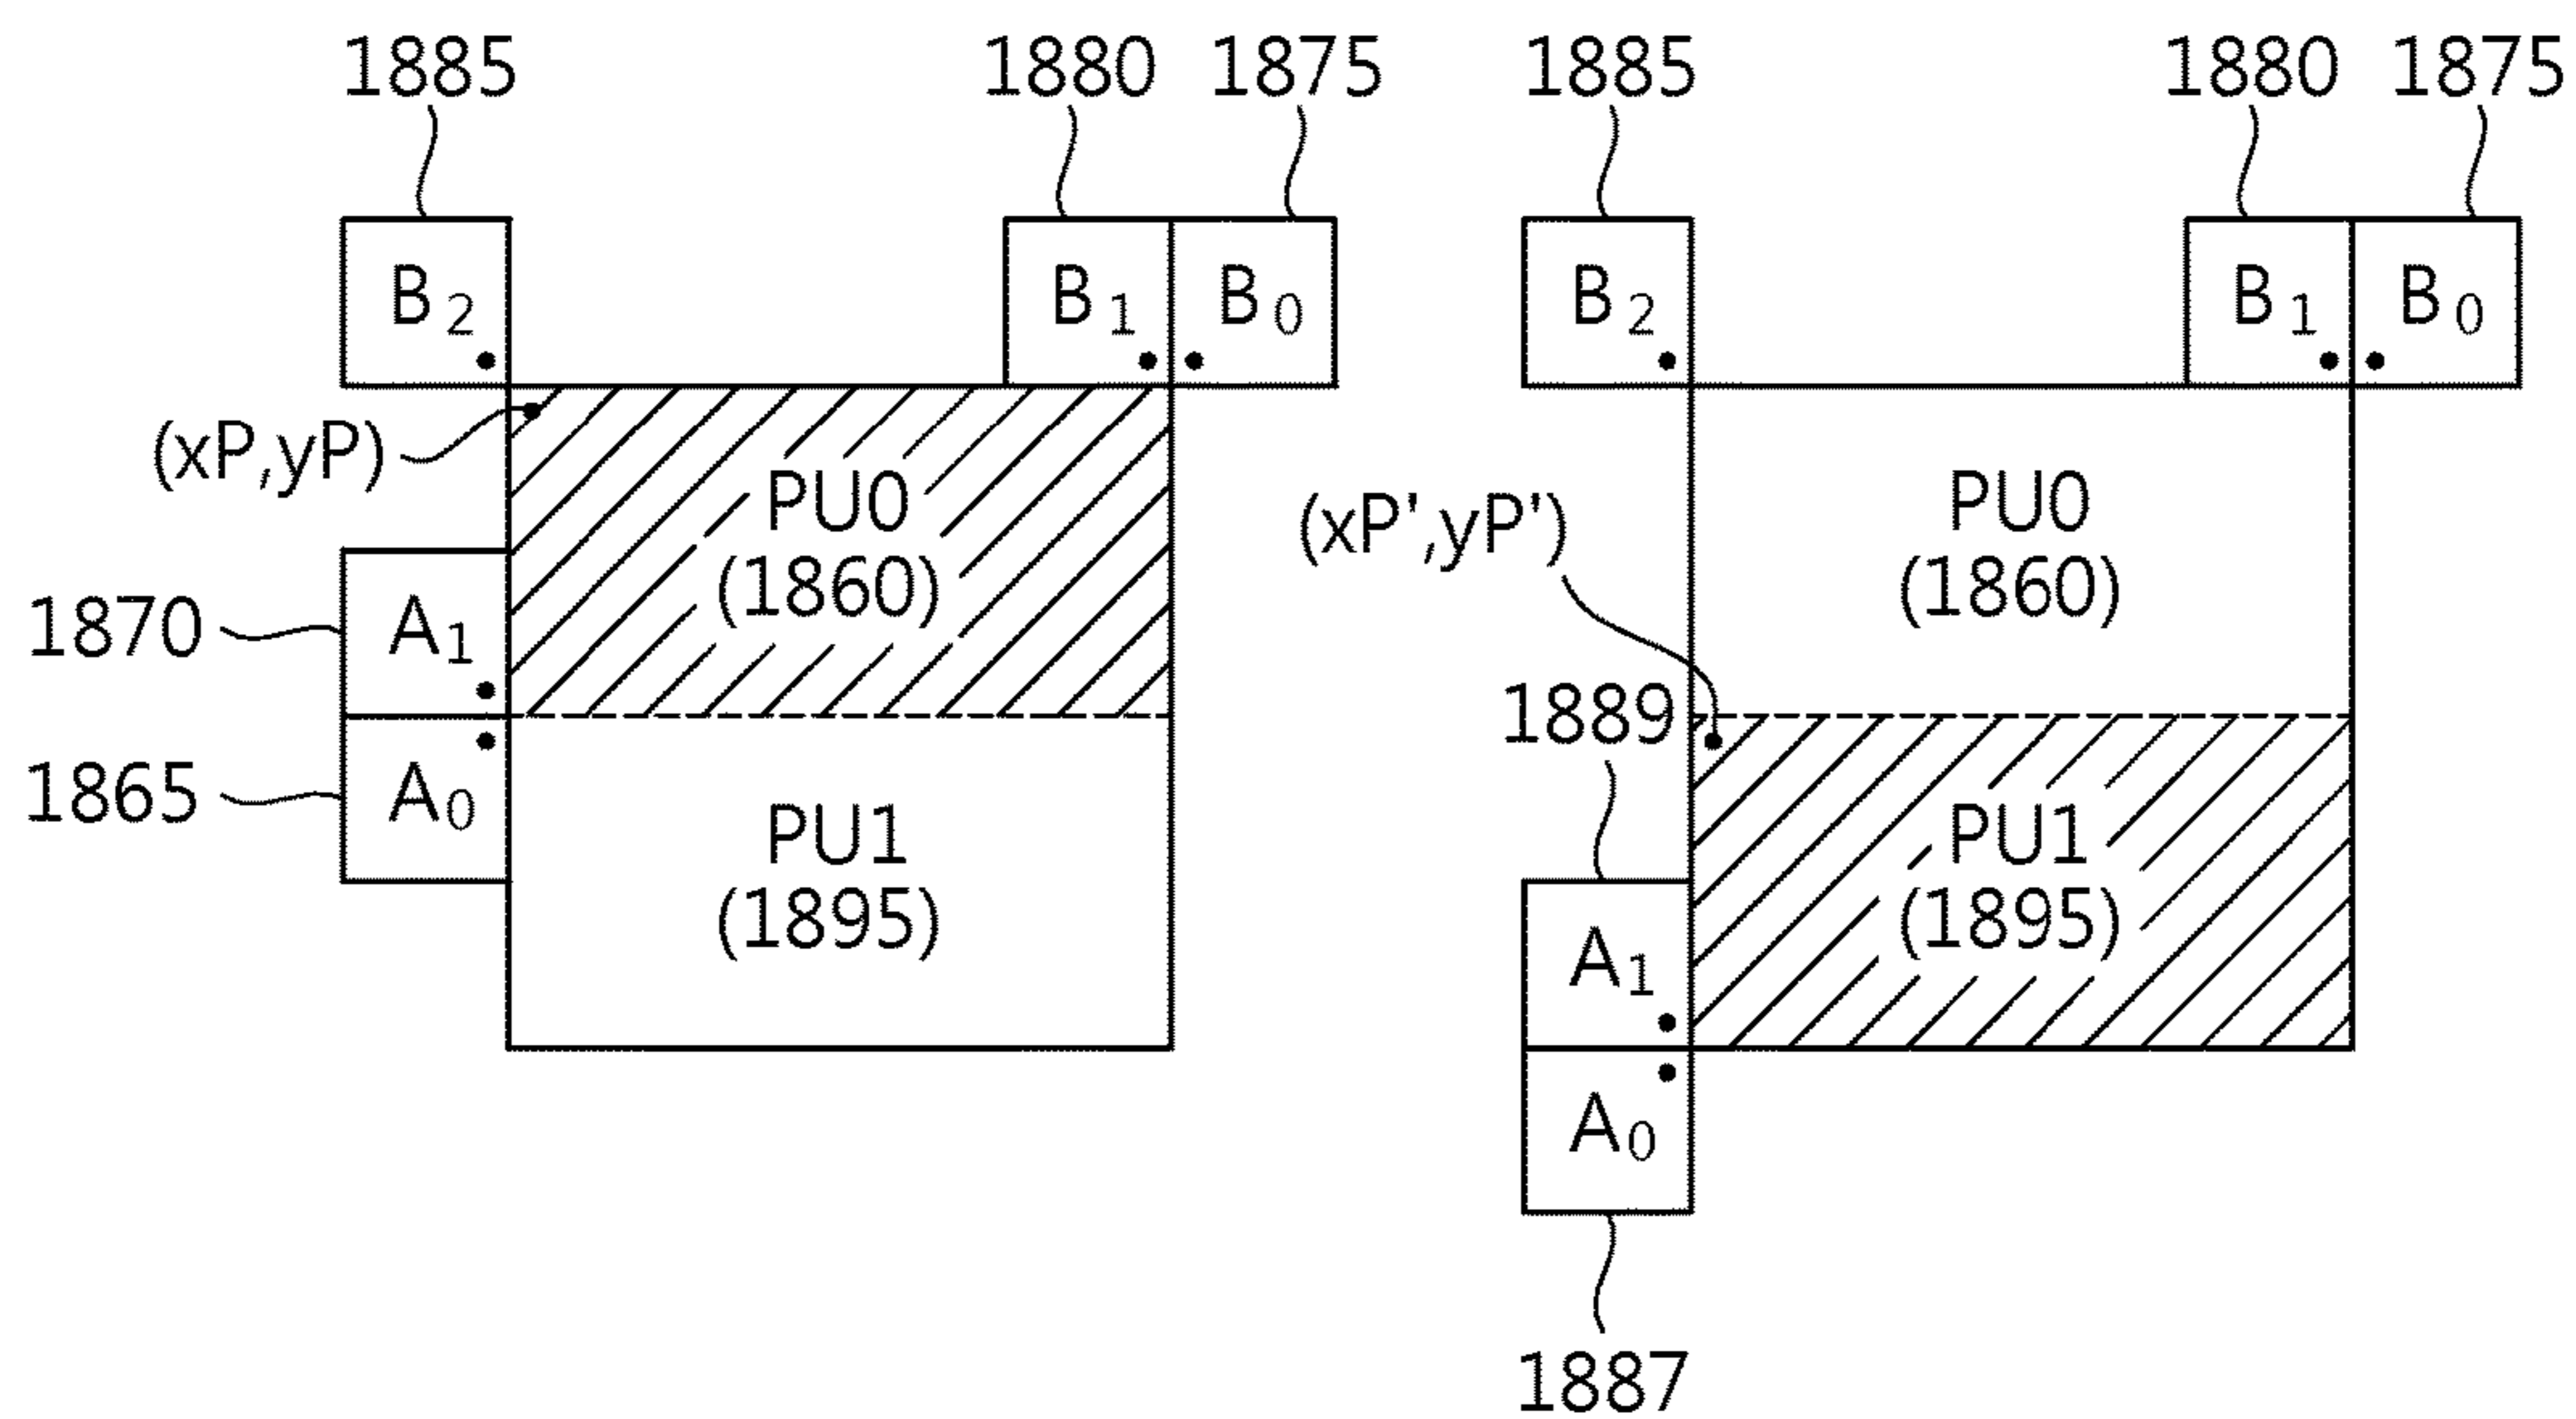 1885 1880 1875 1885 1880 1875
B2 B1 B0 B2 B1 B0
(xP,yP)
PU0
(1860)
1870 A1
1865 A0
PU1
(1895)
PU0
(1860)
(xP',yP')
1889
PU1
(1895)
A1
A0
1887